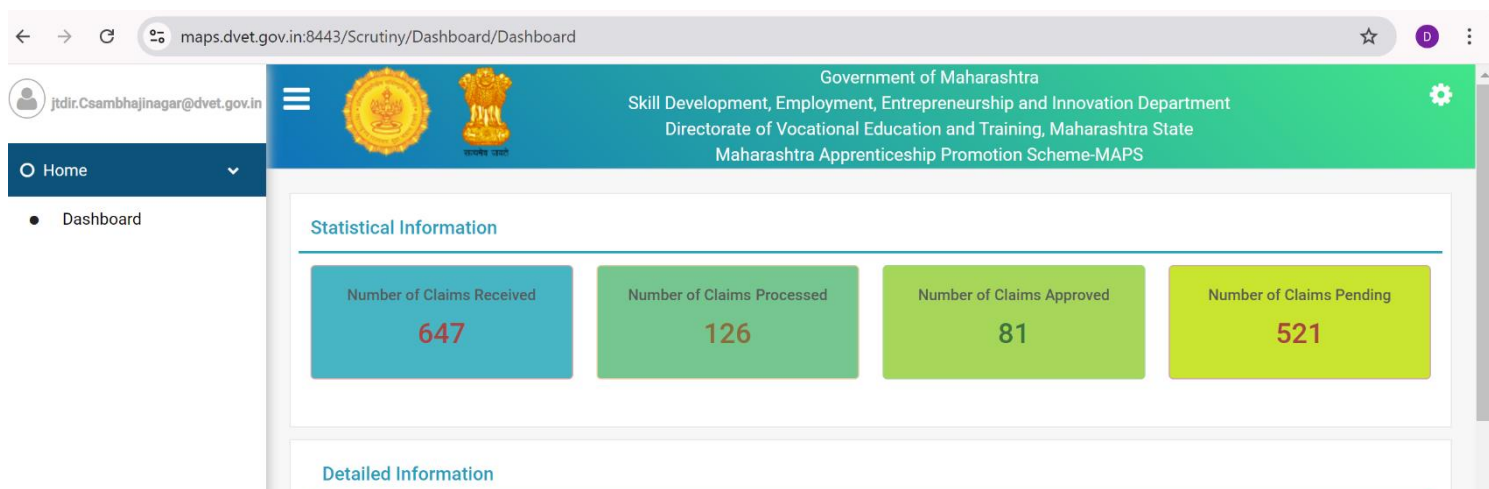 maps.dvet.gov.in:8443/Scrutiny/Dashboard/Dashboard
D
jtdir.Csambhajinagar@dvet.gov.in
Home
Dashboard
सत्यमेव जयते
Government of Maharashtra
Skill Development, Employment, Entrepreneurship and Innovation Department
Directorate of Vocational Education and Training, Maharashtra State
Maharashtra Apprenticeship Promotion Scheme-MAPS
Statistical Information
Number of Claims Received
647
Number of Claims Processed
126
Number of Claims Approved
81
Number of Claims Pending
521
Detailed Information